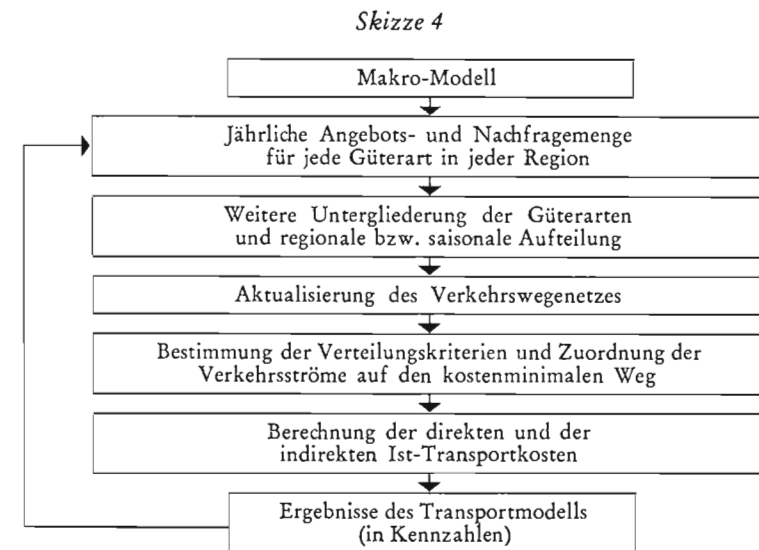 Skizze 4
Makro-Modell
Jährliche Angebots- und Nachfragemenge
für jede Güterart in jeder Region
Weitere Untergliederung der Güterarten
und regionale bzw. saisonale Aufteilung
Aktualisierung des Verkehrswegenetzes
Bestimmung der Verteilungskriterien und Zuordnung der
Verkehrsströme auf den kostenminimalen Weg
Berechnung der direkten und der
indirekten Ist-Transportkosten
Ergebnisse des Transportmodells
(in Kennzahlen)